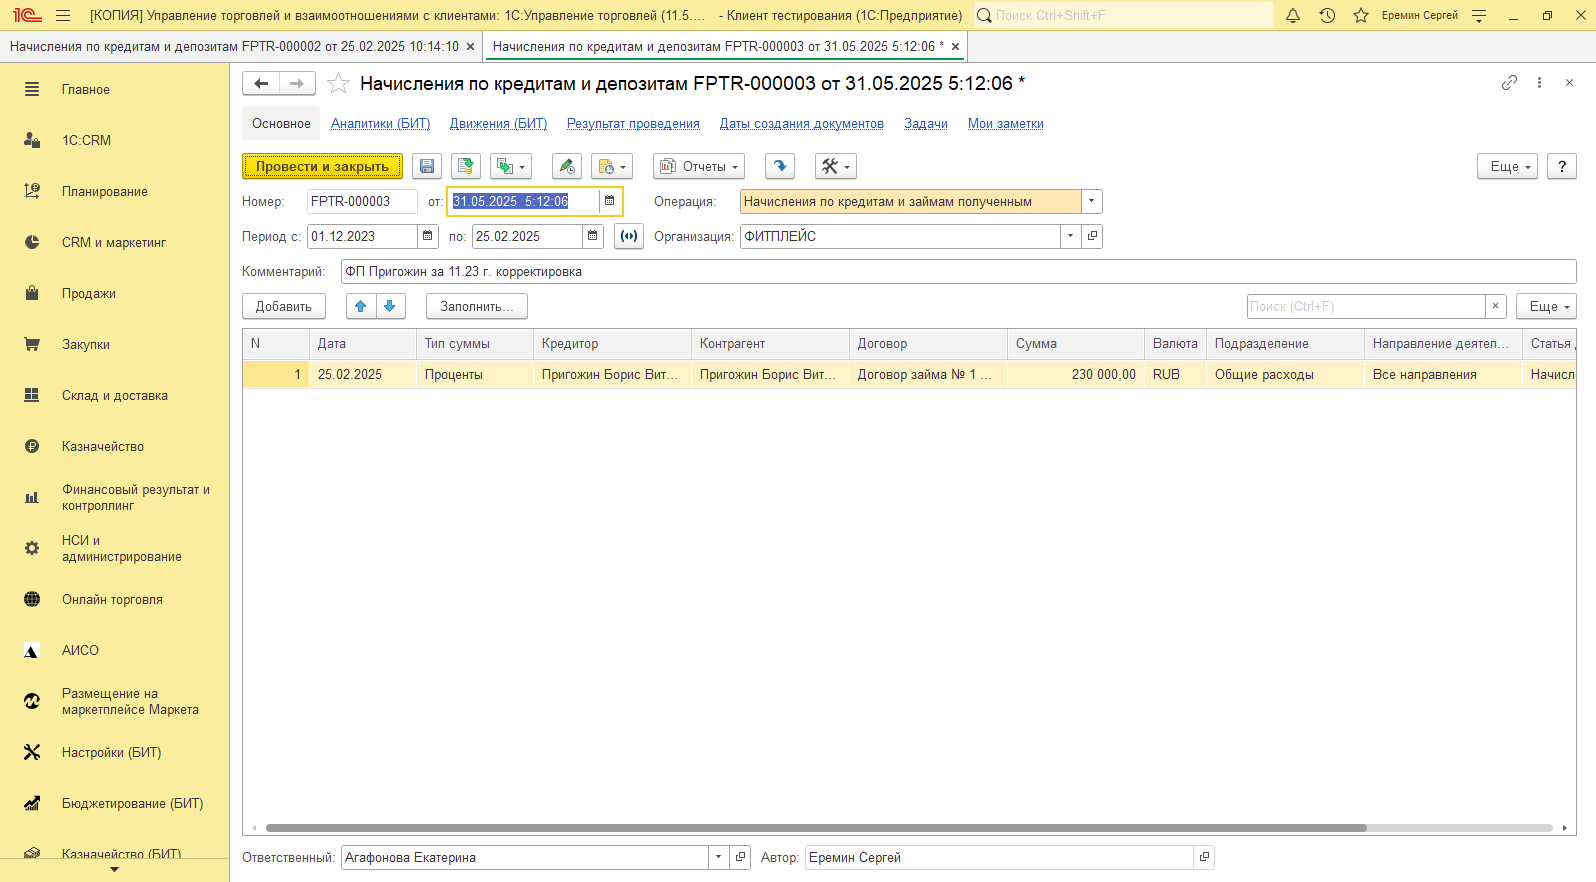 [КОПИЯ] Управление торговлей и взаимоотношениями с клиентами: 1С:Управление торговлей (11.5.... - Клиент тестирования (1С:Предприятие)
Поиск Ctrl+Shift+F
Еремин Сергей
Начисления по кредитам и депозитам FPTR-000002 от 25.02.2025 10:14:10 ×
Начисления по кредитам и депозитам FPTR-000003 от 31.05.2025 5:12:06 * ×
Главное
1С:CRM
Планирование
CRM и маркетинг
Продажи
Закупки
Склад и доставка
Казначейство
Финансовый результат и
контроллинг
НСИ и
администрирование
Онлайн торговля
АИСО
Размещение на
маркетплейсе Маркета
Настройки (БИТ)
Бюджетирование (БИТ)
Казначейство (БИТ)
Начисления по кредитам и депозитам FPTR-000003 от 31.05.2025 5:12:06 *
Основное Аналитики (БИТ) Движения (БИТ) Результат проведения Даты создания документов Задачи Мои заметки
Провести и закрыть Отчеты Еще ?
Номер: FPTR-000003 от: 31.05.2025 5:12:06 Операция: Начисления по кредитам и займам полученным
Период с: 01.12.2023 по: 25.02.2025 Организация: ФИТПЛЕЙС
Комментарий: ФП Пригожин за 11.23 г. корректировка
Добавить Заполнить... Поиск (Ctrl+F) × Еще
N Дата Тип суммы Кредитор Контрагент Договор Сумма Валюта Подразделение Направление деятел... Статья
1 25.02.2025 Проценты Пригожин Борис Вит... Пригожин Борис Вит... Договор займа № 1 ... 230 000,00 RUB Общие расходы Все направления Начисл
Ответственный: Агафонова Екатерина Автор: Еремин Сергей